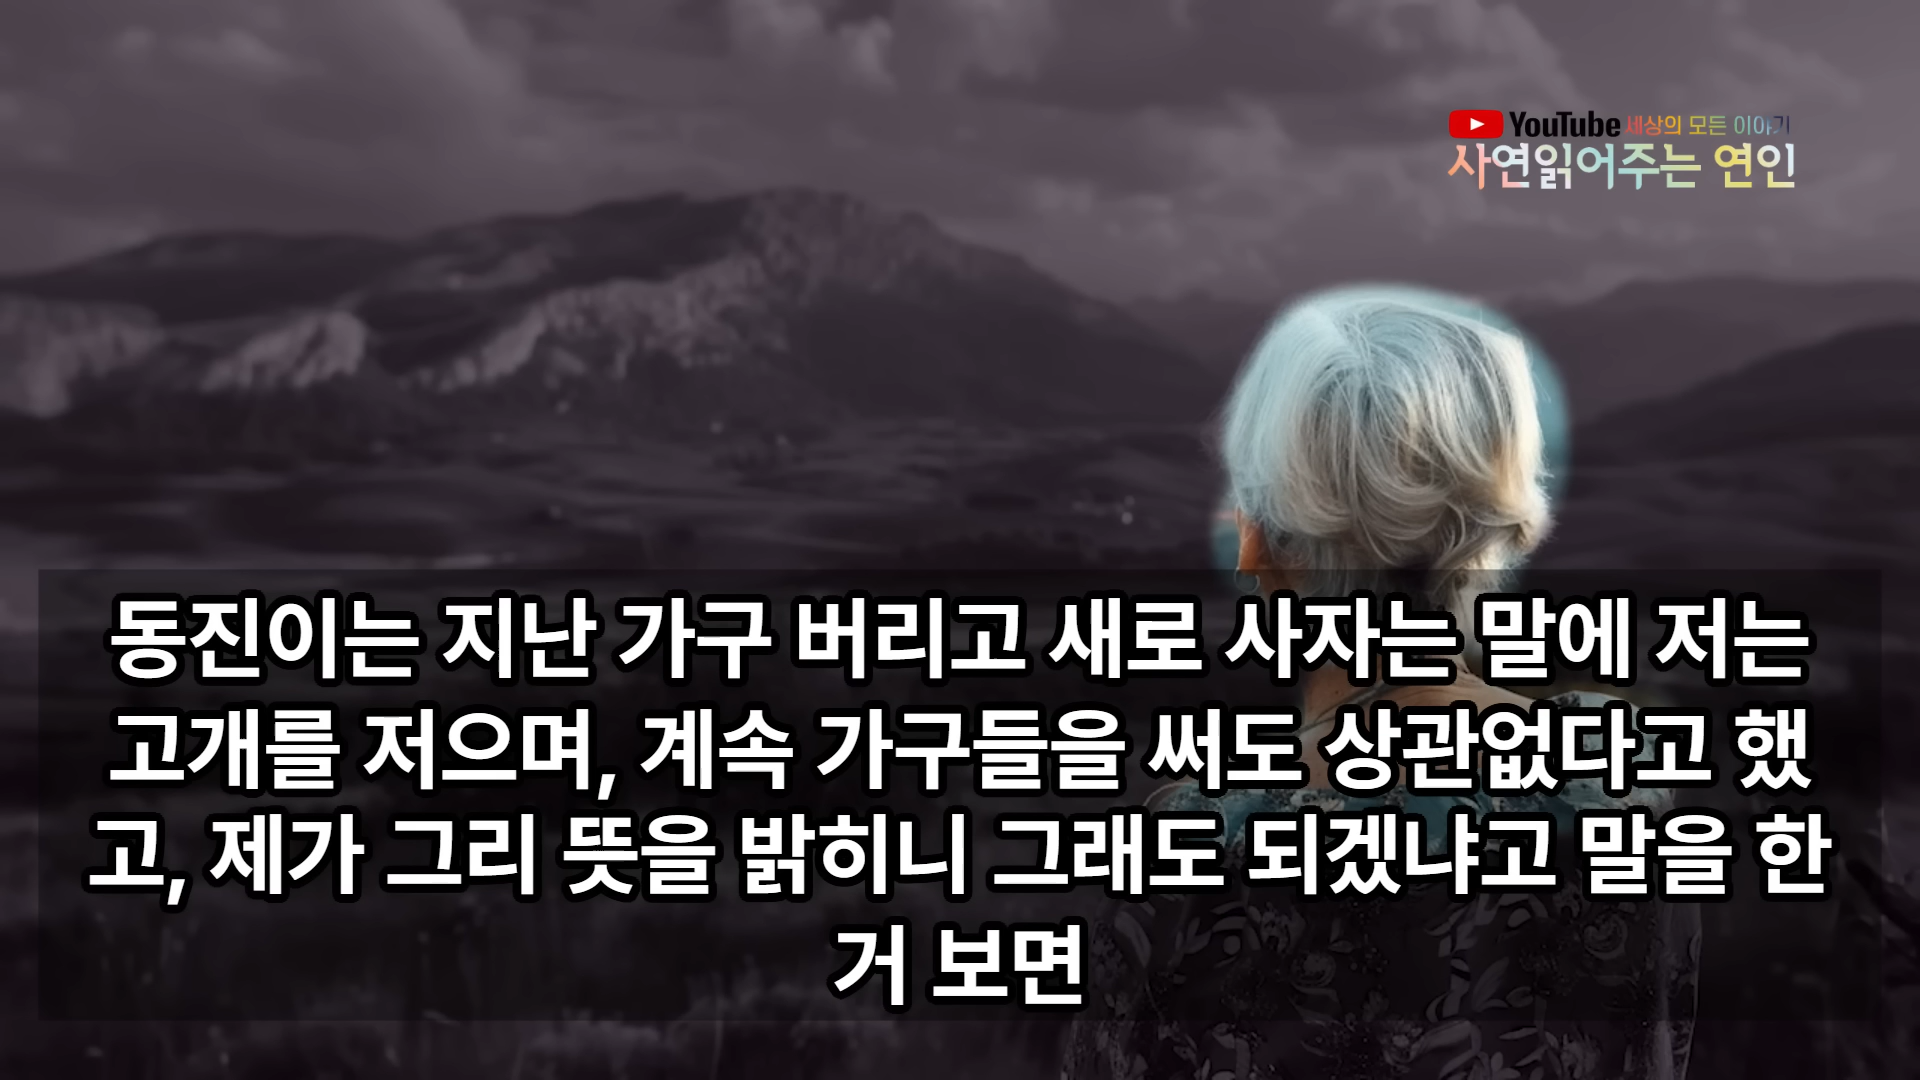 YouTube 세상의 모든 이야기
사연읽어주는 연인
동진이는 지난 가구 버리고 새로 사자는 말에 저는
고개를 저으며, 계속 가구들을 써도 상관없다고 했
고, 제가 그리 뜻을 밝히니 그래도 되겠냐고 말을 한
거 보면